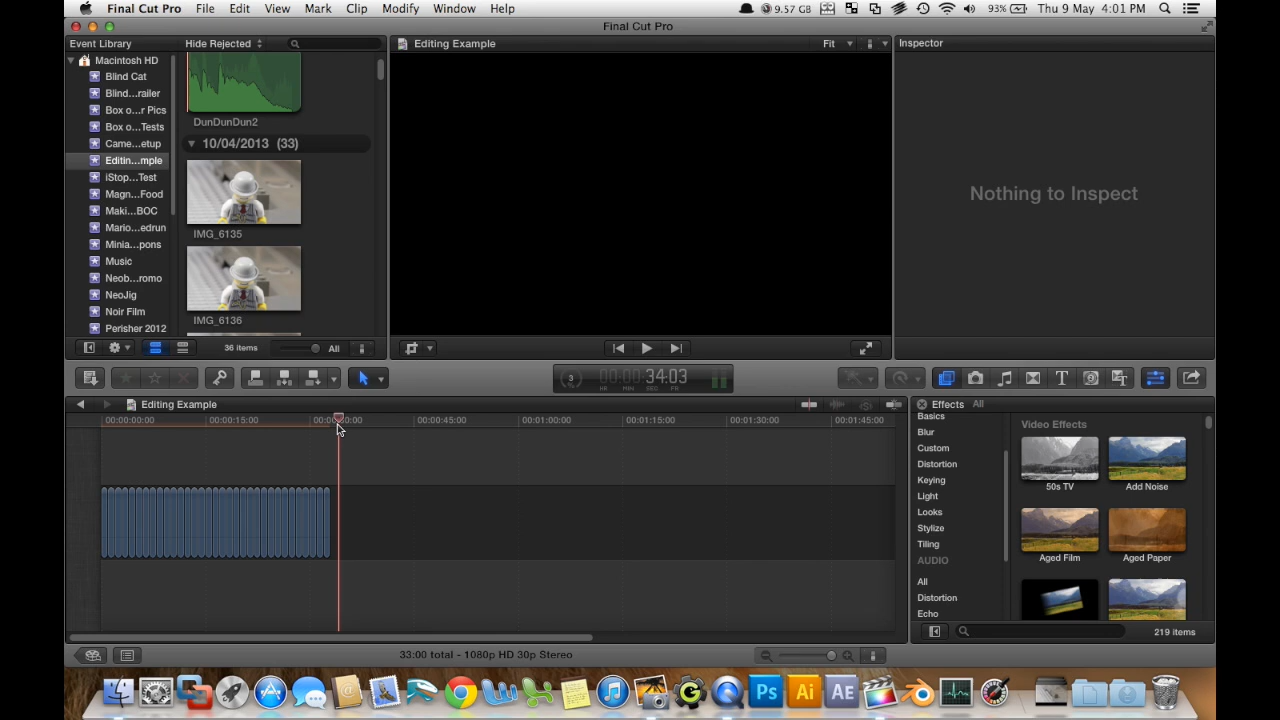 Final Cut Pro File Edit View Mark Clip Modify Window Help 9.57 GB 93% Thu 9 May 4:01 PM
Final Cut Pro
Event Library Hide Rejected
Macintosh HD
Blind Cat
Blind...railer
Box o...r Pics
Box o...Tests
Came...etup
Editin...mple
iStop...Test
Magn...Food
Maki...BOC
Mario...edrun
Minia...pons
Music
Neob...romo
NeoJig
Noir Film
Perisher 2012
DunDunDun2
10/04/2013 (33)
IMG_6135
IMG_6136
36 items All
Editing Example Fit
Inspector
Nothing to Inspect
3 00:00:34:03
HR MIN SEC FR
Editing Example
00:00:00:00 00:00:15:00 00:00:30:00 00:00:45:00 00:01:00:00 00:01:15:00 00:01:30:00 00:01:45:00
33:00 total - 1080p HD 30p Stereo
Effects All
Basics
Blur
Custom
Distortion
Keying
Light
Looks
Stylize
Tiling
AUDIO
All
Distortion
Echo
Video Effects
50s TV Add Noise
Aged Film Aged Paper
219 items
Ps Ai AE